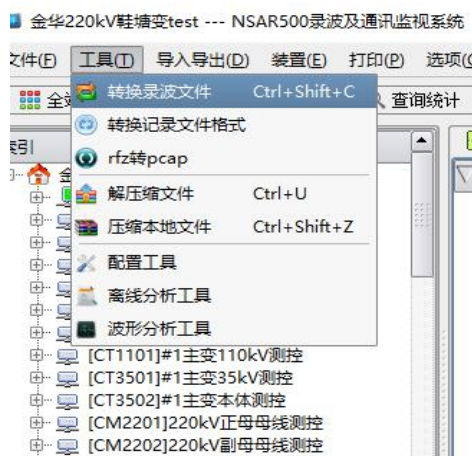 金华220kV鞋塘变test --- NSAR500录波及通讯监视系统
文件(F) 工具(T) 导入导出(D) 装置(E) 打印(P) 选项(
转换录波文件 Ctrl+Shift+C
查询统计
转换记录文件格式
rfz转pcap
解压缩文件 Ctrl+U
压缩本地文件 Ctrl+Shift+Z
配置工具
离线分析工具
波形分析工具
[CT1101]#1主变110kV测控
[CT3501]#1主变35kV测控
[CT3502]#1主变本体测控
[CM2201]220kV正母母线测控
[CM2202]220kV副母母线测控